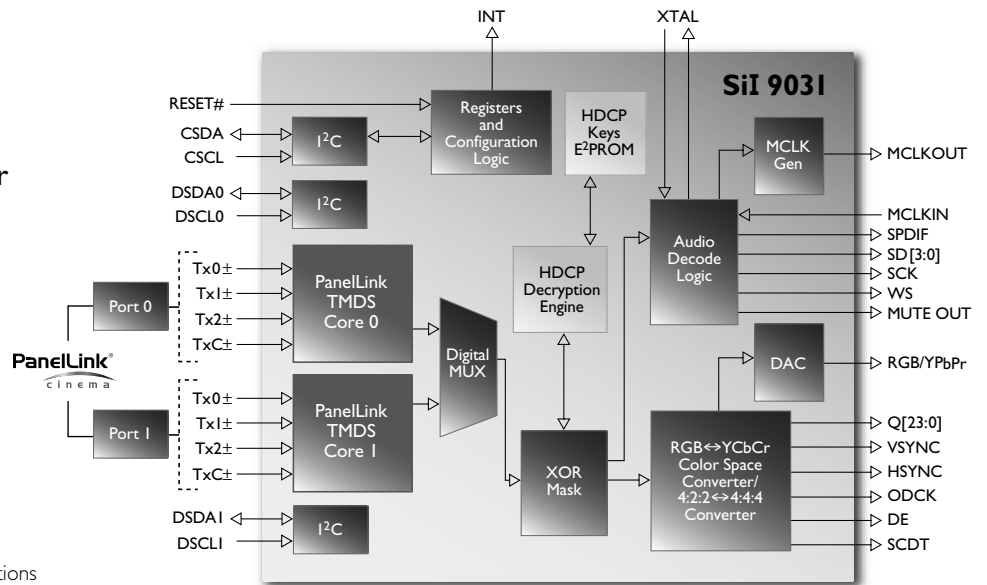 INT
XTAL
SiI 9031
RESET#
CSDA
CSCL
I²C
Registers
and
Configuration
Logic
HDCP
Keys
E²PROM
MCLK
Gen
MCLKOUT
r
DSDA0
DSCL0
I²C
MCLKIN
SPDIF
SD[3:0]
SCK
WS
MUTE OUT
Audio
Decode
Logic
Port 0
Tx0±
Tx1±
Tx2±
TxC±
PanelLink
TMDS
Core 0
HDCP
Decryption
Engine
Digital
MUX
PanelLink®
cinema
DAC
RGB/YPbPr
Port 1
Tx0±
Tx1±
Tx2±
TxC±
PanelLink
TMDS
Core 1
XOR
Mask
RGB↔YCbCr
Color Space
Converter/
4:2:2↔4:4:4
Converter
Q[23:0]
VSYNC
HSYNC
ODCK
DE
SCDT
DSDA1
DSCL1
I²C
tions